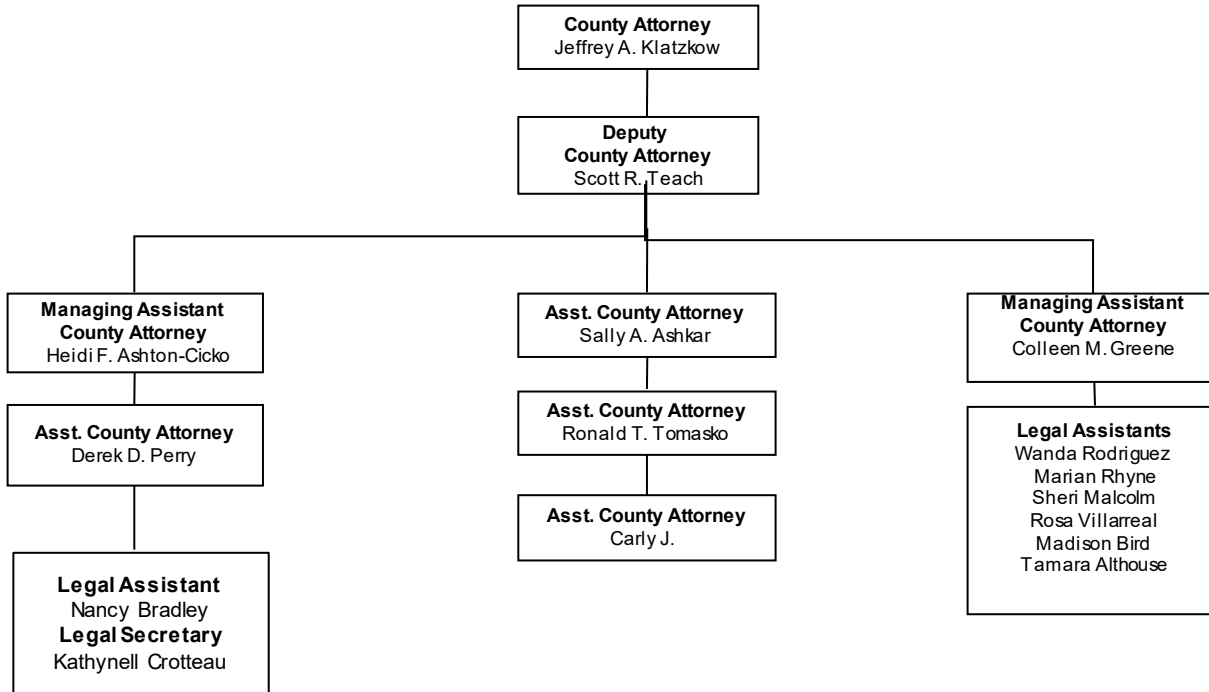 County Attorney
Jeffrey A. Klatzkow
Deputy
County Attorney
Scott R. Teach
Managing Assistant
County Attorney
Heidi F. Ashton-Cicko
Asst. County Attorney
Derek D. Perry
Legal Assistant
Nancy Bradley
Legal Secretary
Kathynell Crotteau
Asst. County Attorney
Sally A. Ashkar
Asst. County Attorney
Ronald T. Tomasko
Asst. County Attorney
Carly J.
Managing Assistant
County Attorney
Colleen M. Greene
Legal Assistants
Wanda Rodriguez
Marian Rhyne
Sheri Malcolm
Rosa Villarreal
Madison Bird
Tamara Althouse